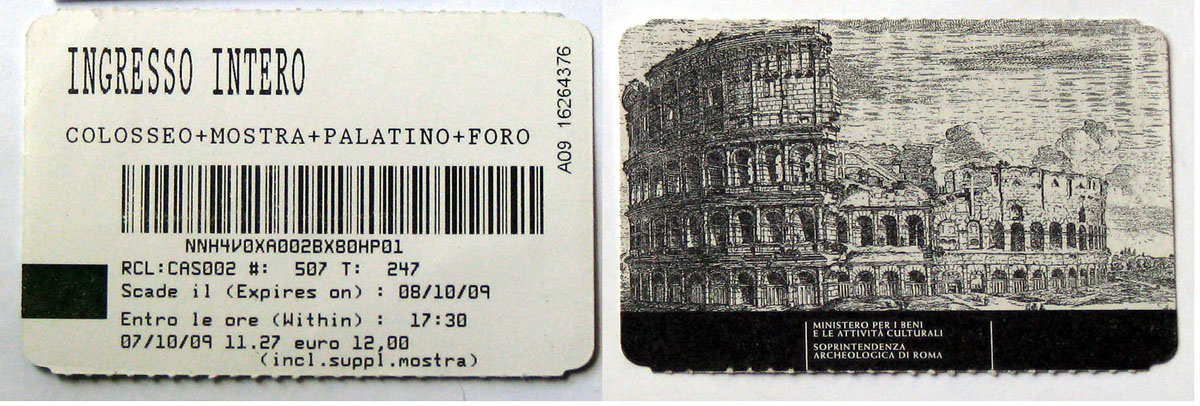 INGRESSO INTERO
COLOSSEO+MOSTRA+PALATINO+FORO
A09 16264376
NNH4V0XA002BX80HP01
RCL:CAS002 #: 507 T: 247
Scade il (Expires on) : 08/10/09
Entro le ore (Within) : 17:30
07/10/09 11.27 euro 12,00
(incl.suppl.mostra)
MINISTERO PER I BENI
E LE ATTIVITÀ CULTURALI
SOPRINTENDENZA
ARCHEOLOGICA DI ROMA